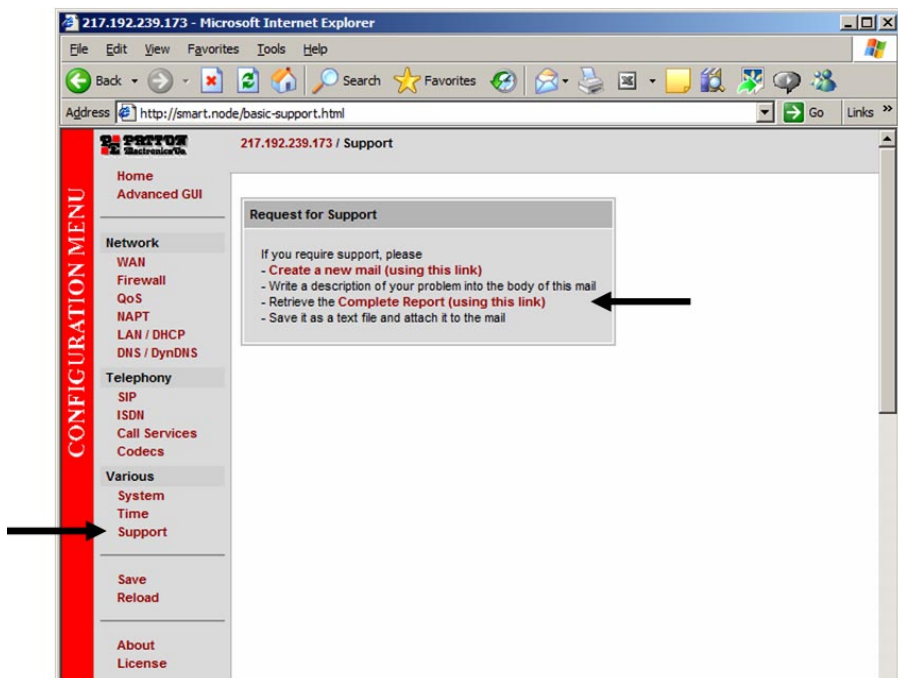 217.192.239.173 - Microsoft Internet Explorer
File Edit View Favorites Tools Help
Back Search Favorites
Address http://smart.node/basic-support.html Go Links »
PATTON
Electronics Co.
217.192.239.173 / Support
CONFIGURATION MENU
Home
Advanced GUI
Network
WAN
Firewall
QoS
NAPT
LAN / DHCP
DNS / DynDNS
Telephony
SIP
ISDN
Call Services
Codecs
Various
System
Time
Support
Save
Reload
About
License
Request for Support
If you require support, please
- Create a new mail (using this link)
- Write a description of your problem into the body of this mail
- Retrieve the Complete Report (using this link)
- Save it as a text file and attach it to the mail